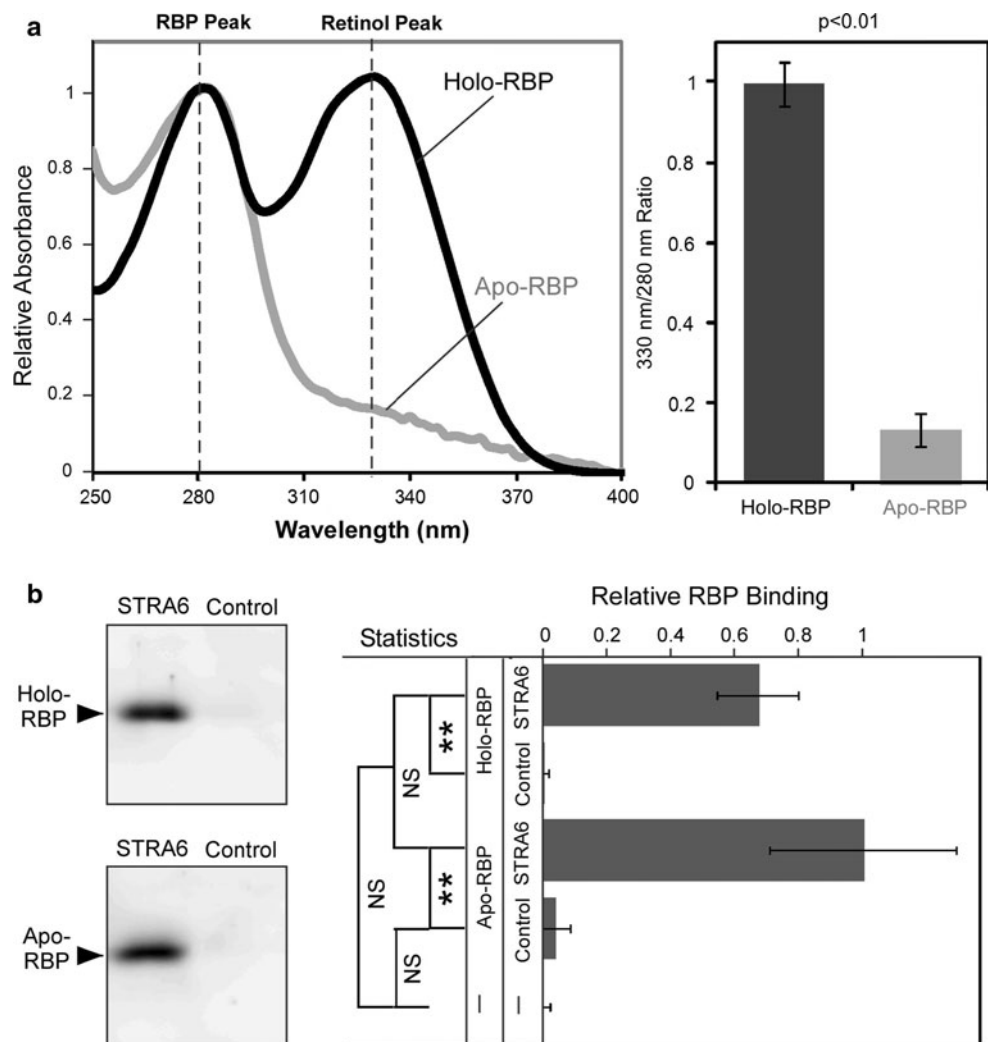 a
RBP Peak Retinol Peak
Holo-RBP
Apo-RBP
Relative Absorbance
1
0.8
0.6
0.4
0.2
0
250 280 310 340 370 400
Wavelength (nm)
p<0.01
330 nm/280 nm Ratio
1
0.8
0.6
0.4
0.2
0
Holo-RBP Apo-RBP
b
STRA6 Control
Holo-
RBP
STRA6 Control
Apo-
RBP
Relative RBP Binding
Statistics
0 0.2 0.4 0.6 0.8 1
NS
NS
**
Holo-RBP
STRA6
Control
**
NS
Apo-RBP
STRA6
Control
— —